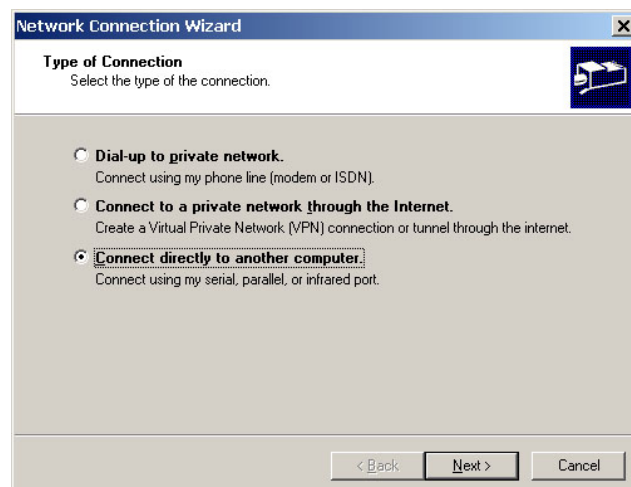 Network Connection Wizard
Type of Connection
Select the type of the connection.
Dial-up to private network.
Connect using my phone line (modem or ISDN).
Connect to a private network through the Internet.
Create a Virtual Private Network (VPN) connection or tunnel through the internet.
Connect directly to another computer.
Connect using my serial, parallel, or infrared port.
< Back
Next >
Cancel